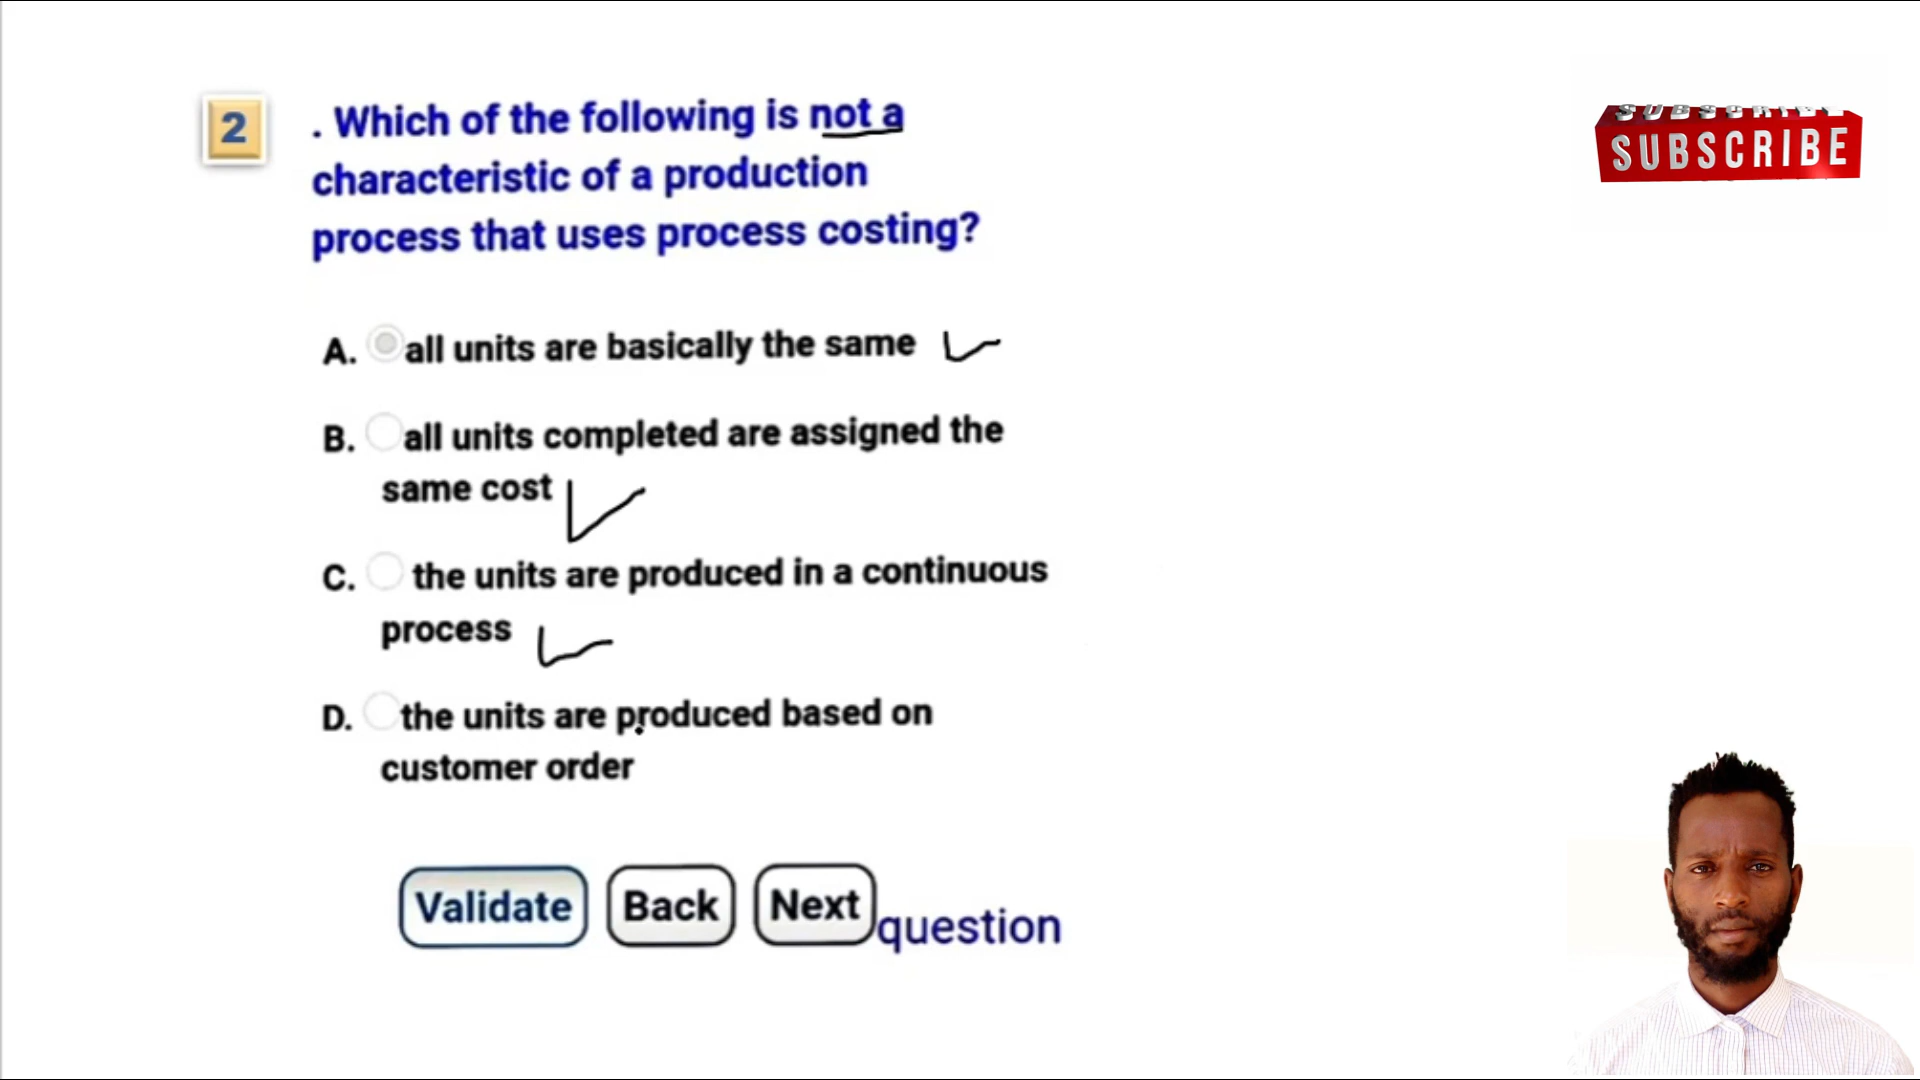 2
. Which of the following is not a
characteristic of a production
process that uses process costing?
A. all units are basically the same
B. all units completed are assigned the
same cost
C. the units are produced in a continuous
process
D. the units are produced based on
customer order
Validate Back Next question
SUBSCRIBE
SUBSCRIBE